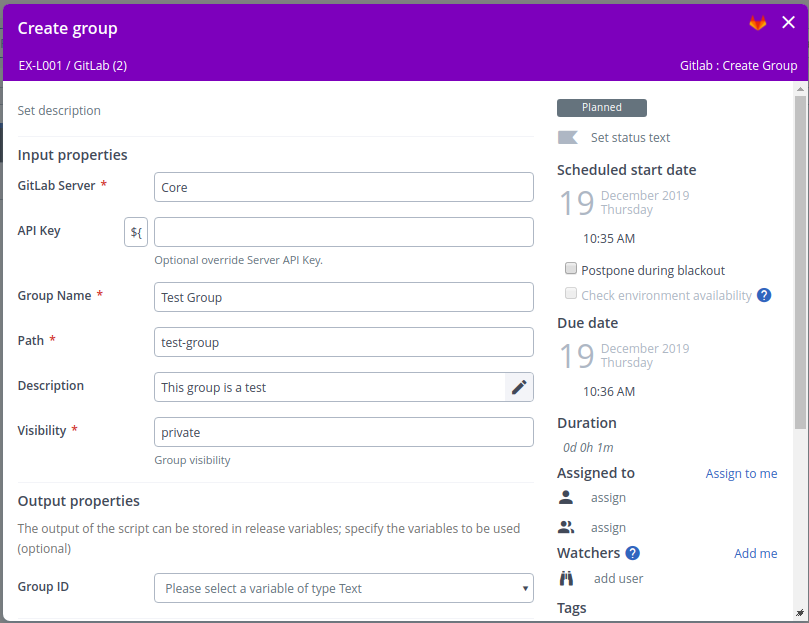 Create group
EX-L001 / GitLab (2)
Gitlab : Create Group
Set description
Input properties
GitLab Server *
Core
API Key
${
Optional override Server API Key.
Group Name *
Test Group
Path *
test-group
Description
This group is a test
Visibility *
private
Group visibility
Output properties
The output of the script can be stored in release variables; specify the variables to be used
(optional)
Group ID
Please select a variable of type Text
Planned
Set status text
Scheduled start date
19
December 2019
Thursday
10:35 AM
Postpone during blackout
Check environment availability ?
Due date
19
December 2019
Thursday
10:36 AM
Duration
0d 0h 1m
Assigned to
Assign to me
assign
assign
Watchers ?
Add me
add user
Tags